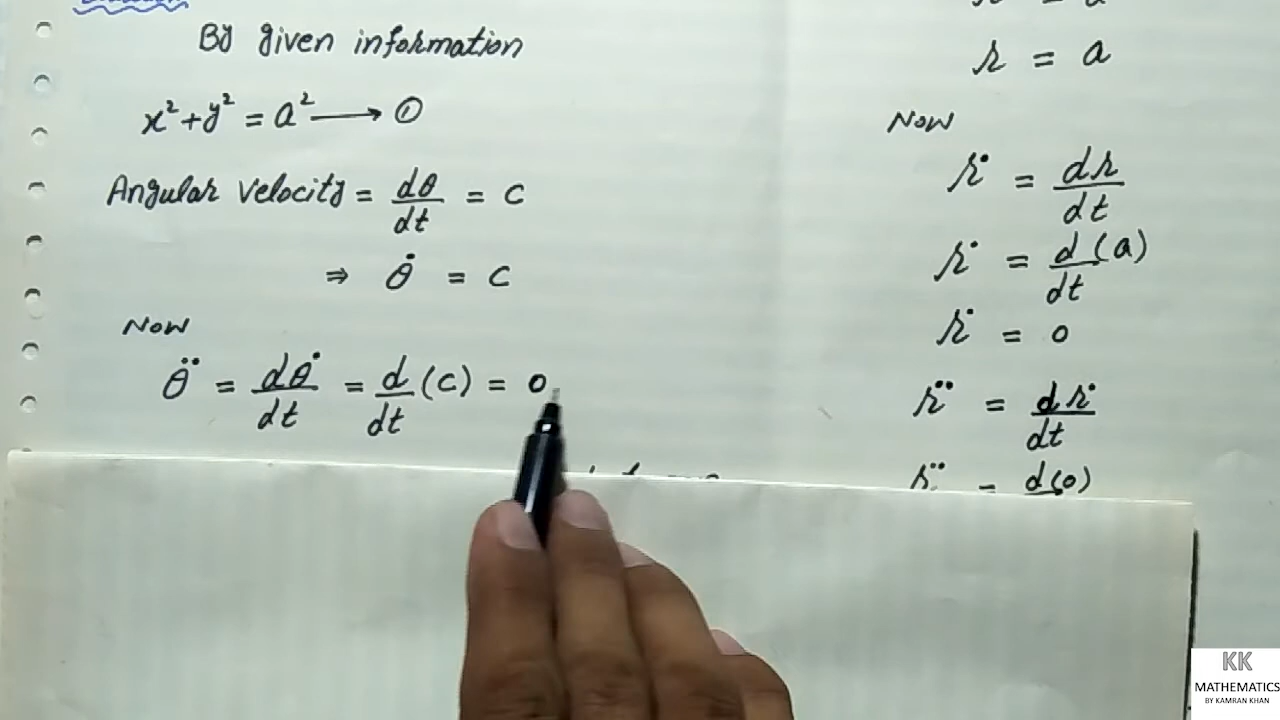 By given information
x² + y² = a² ⟶ ①
Angular velocity = dθ/dt = c
⇒ θ̇ = c
Now
θ̈ = dθ̇/dt = d/dt (c) = 0
r = a
Now
ṙ = dr/dt
ṙ = d/dt (a)
ṙ = 0
r̈ = dṙ/dt
r̈ = d(0)
KK
MATHEMATICS
BY KAMRAN KHAN